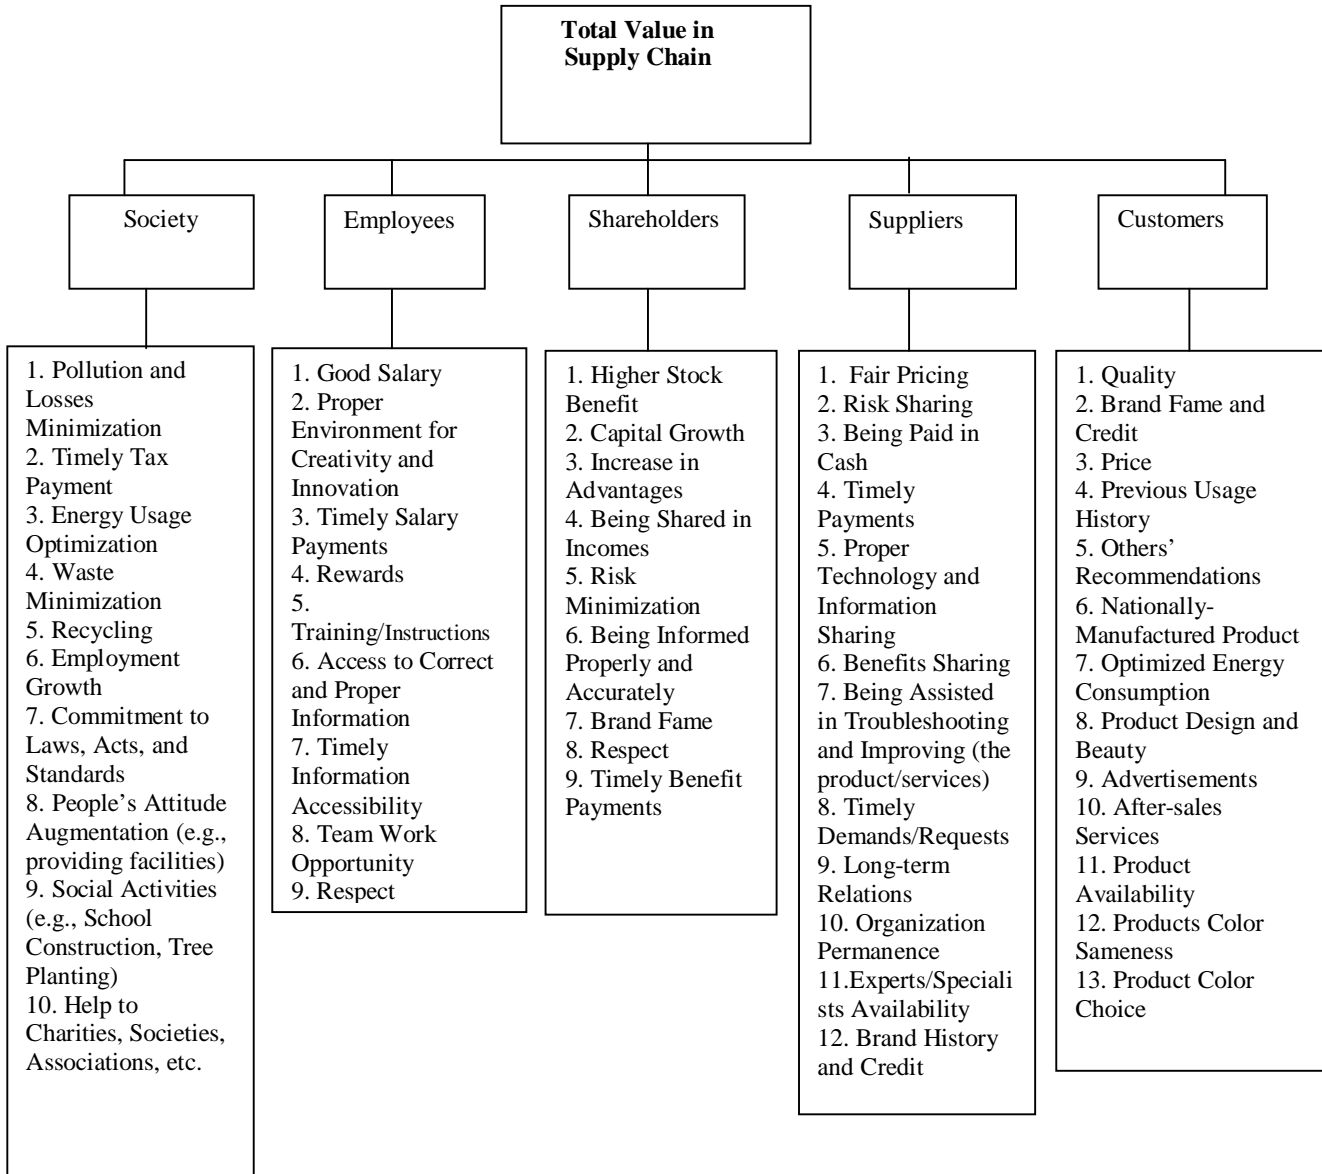 Total Value in
Supply Chain
Society
Employees
Shareholders
Suppliers
Customers
1. Pollution and
Losses
Minimization
2. Timely Tax
Payment
3. Energy Usage
Optimization
4. Waste
Minimization
5. Recycling
6. Employment
Growth
7. Commitment to
Laws, Acts, and
Standards
8. People’s Attitude
Augmentation (e.g.,
providing facilities)
9. Social Activities
(e.g., School
Construction, Tree
Planting)
10. Help to
Charities, Societies,
Associations, etc.
1. Good Salary
2. Proper
Environment for
Creativity and
Innovation
3. Timely Salary
Payments
4. Rewards
5.
Training/Instructions
6. Access to Correct
and Proper
Information
7. Timely
Information
Accessibility
8. Team Work
Opportunity
9. Respect
1. Higher Stock
Benefit
2. Capital Growth
3. Increase in
Advantages
4. Being Shared in
Incomes
5. Risk
Minimization
6. Being Informed
Properly and
Accurately
7. Brand Fame
8. Respect
9. Timely Benefit
Payments
1. Fair Pricing
2. Risk Sharing
3. Being Paid in
Cash
4. Timely
Payments
5. Proper
Technology and
Information
Sharing
6. Benefits Sharing
7. Being Assisted
in Troubleshooting
and Improving (the
product/services)
8. Timely
Demands/Requests
9. Long-term
Relations
10. Organization
Permanence
11.Experts/Speciali
sts Availability
12. Brand History
and Credit
1. Quality
2. Brand Fame and
Credit
3. Price
4. Previous Usage
History
5. Others’
Recommendations
6. Nationally-
Manufactured Product
7. Optimized Energy
Consumption
8. Product Design and
Beauty
9. Advertisements
10. After-sales
Services
11. Product
Availability
12. Products Color
Sameness
13. Product Color
Choice